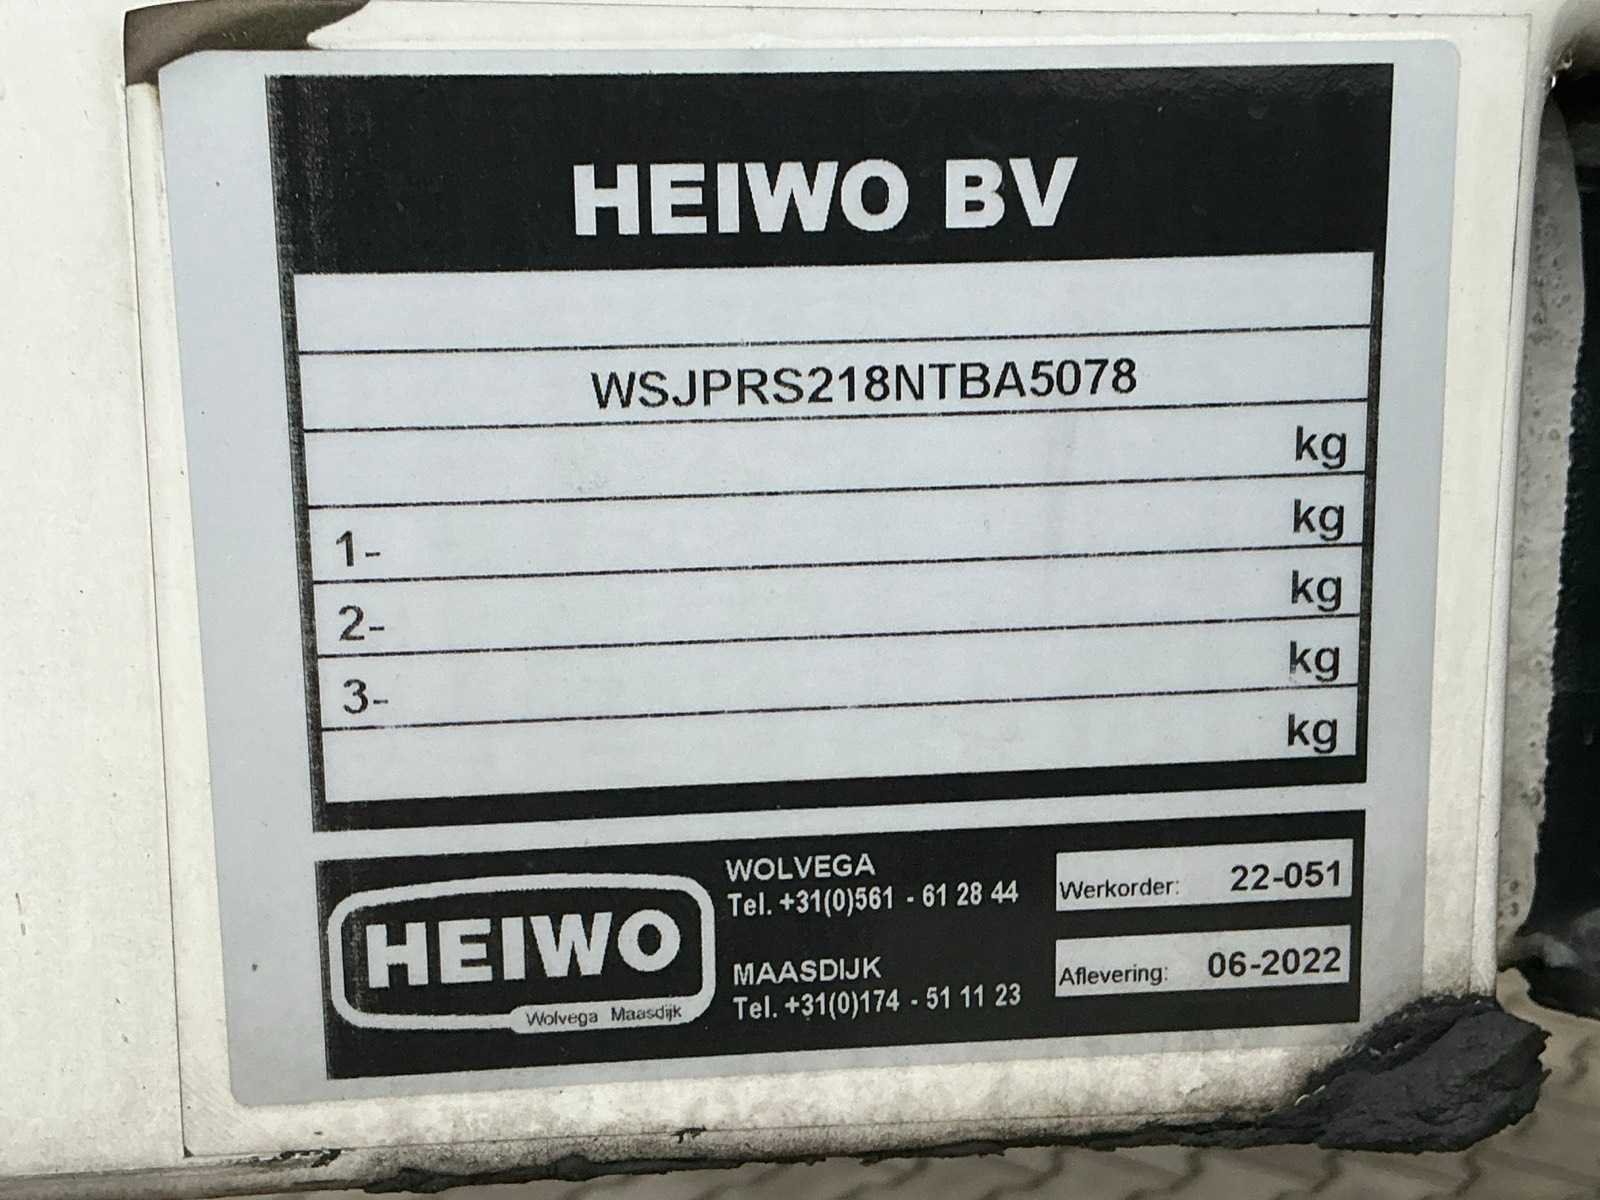 HEIWO BV
WSJPRS218NTBA5078
kg
1- kg
2- kg
3- kg
kg
HEIWO
Wolvega Maasdijk
WOLVEGA
Tel. +31(0)561 - 61 28 44
MAASDIJK
Tel. +31(0)174 - 51 11 23
Werkorder: 22-051
Aflevering: 06-2022